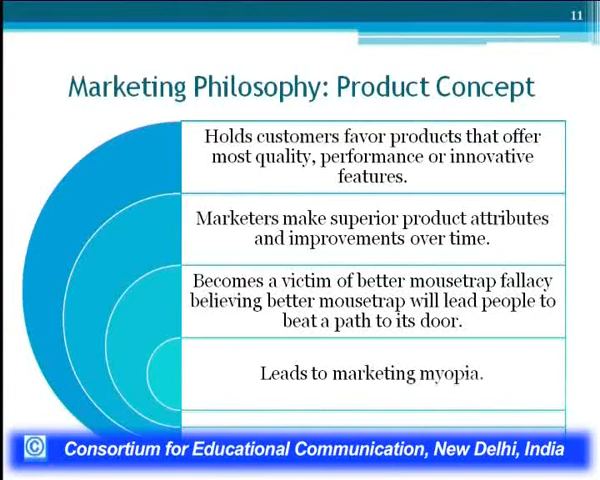 11
Marketing Philosophy: Product Concept
Holds customers favor products that offer
most quality, performance or innovative
features.
Marketers make superior product attributes
and improvements over time.
Becomes a victim of better mousetrap fallacy
believing better mousetrap will lead people to
beat a path to its door.
Leads to marketing myopia.
© Consortium for Educational Communication, New Delhi, India